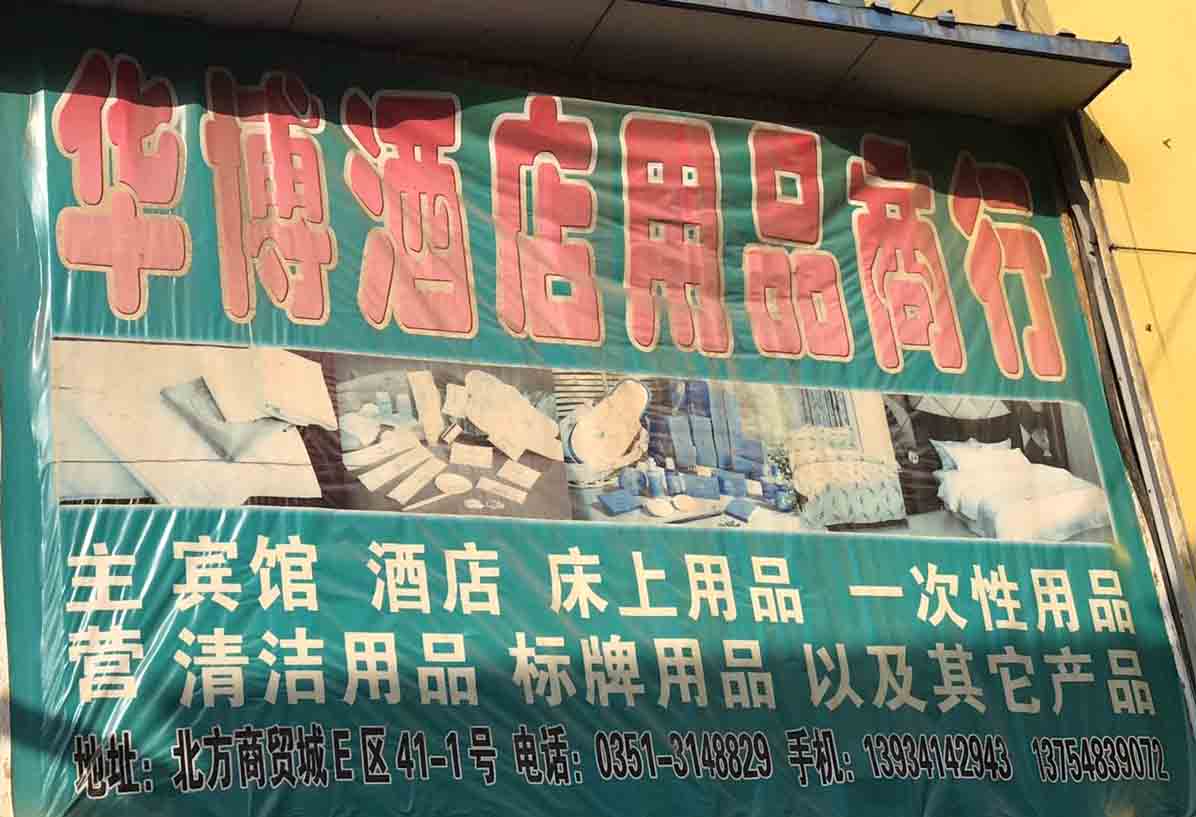 华博酒店用品商行
主营 宾馆 酒店 床上用品 一次性用品
清洁用品 标牌用品 以及其它产品
地址：北方商贸城E区41-1号 电话：0351-3148829 手机：13934142943 13754839072